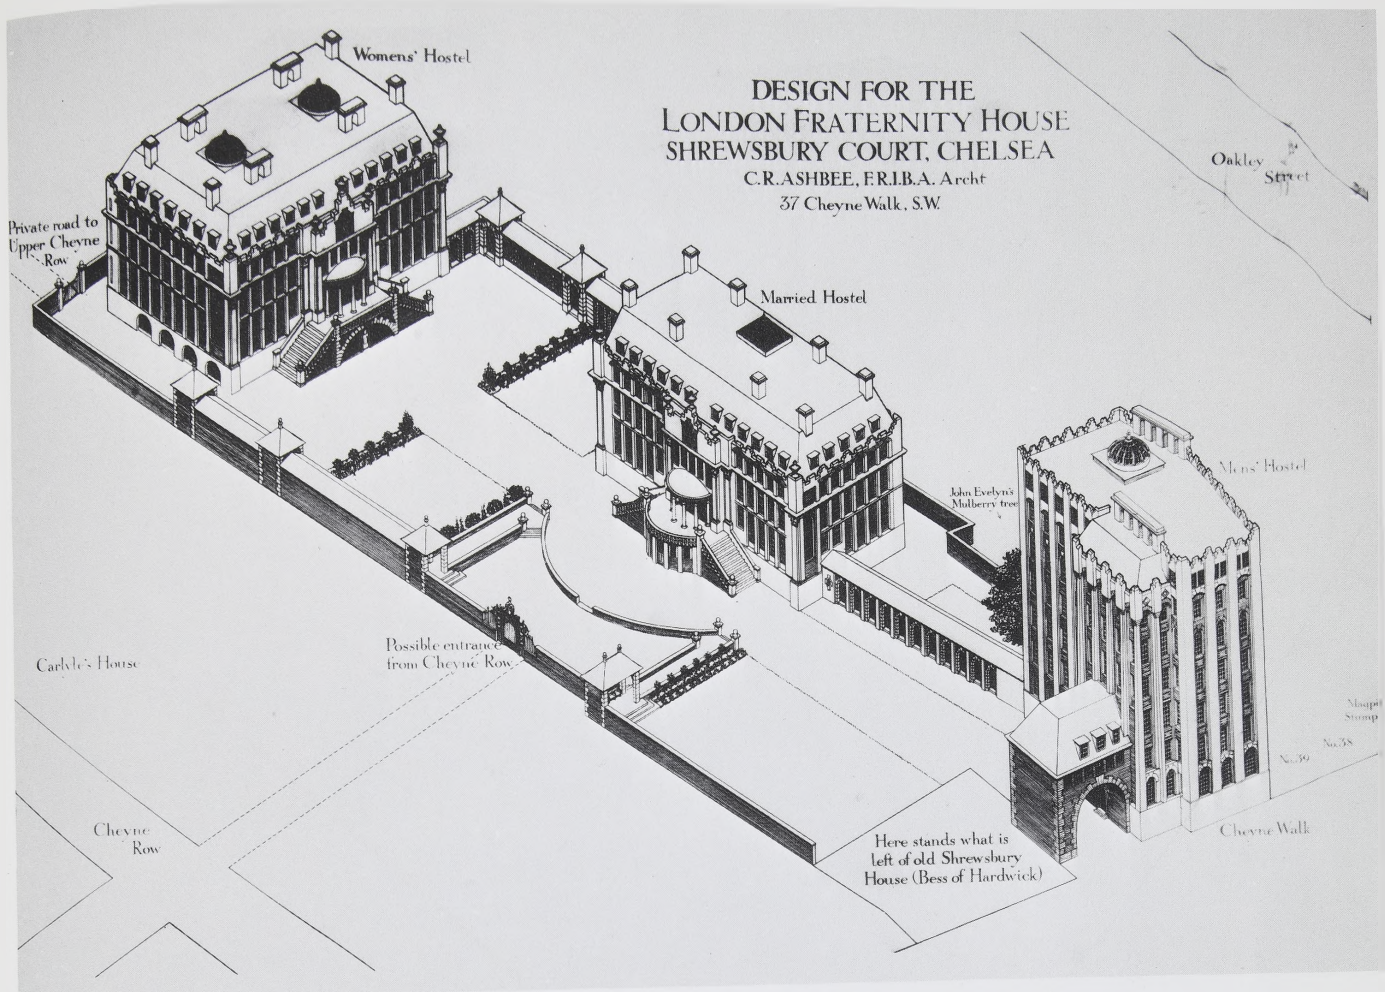 Womens' Hostel
DESIGN FOR THE
LONDON FRATERNITY HOUSE
SHREWSBURY COURT, CHELSEA
C.R.ASHBEE, F.R.I.B.A. Archt
37 Cheyne Walk, S.W.
Oakley
Street
Private road to
Upper Cheyne
Row
Married Hostel
Mens' Hostel
John Evelyn's
Mulberry tree
Possible entrance
from Cheyne Row
Carlyle's House
Magpie
Stump
No.38
No.39
Cheyne Walk
Cheyne
Row
Here stands what is
left of old Shrewsbury
House (Bess of Hardwick)